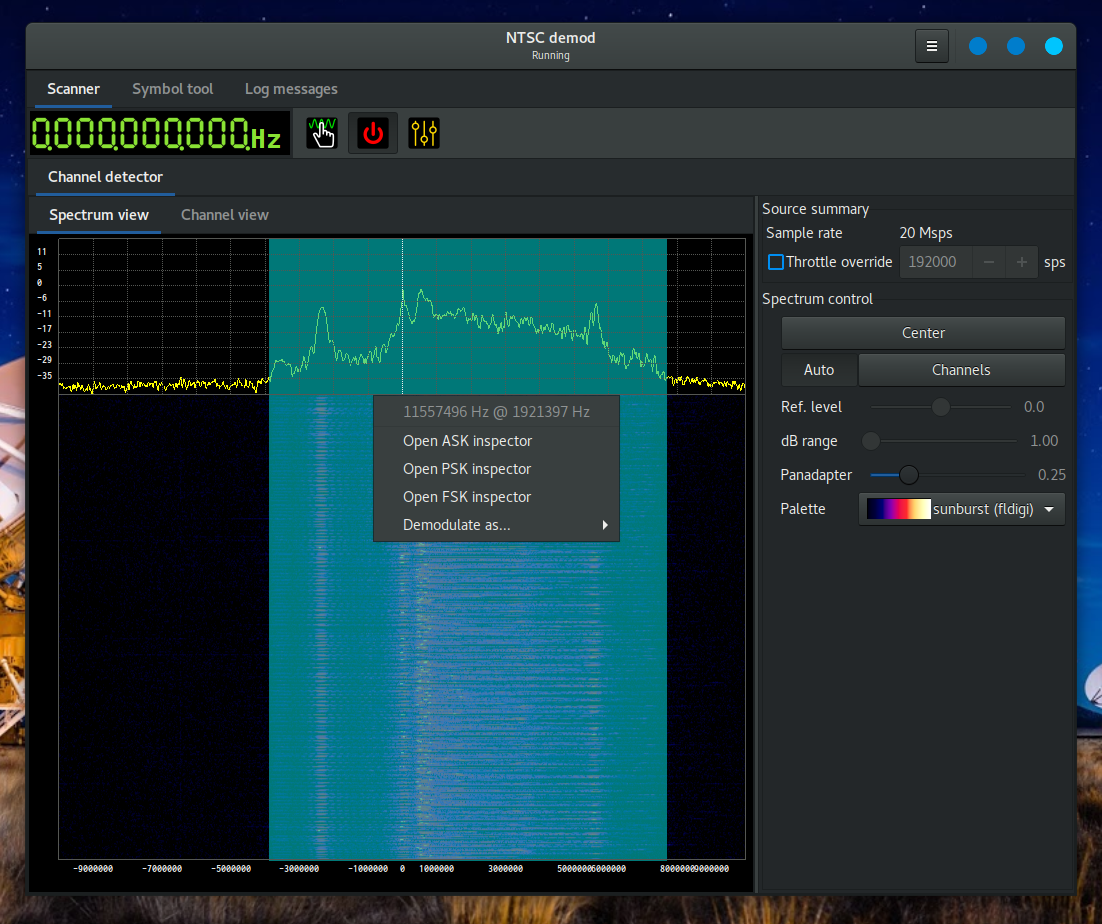 NTSC demod
Running
Scanner Symbol tool Log messages
0.000.000.000Hz
Channel detector
Spectrum view Channel view
11
5
0
-6
-11
-17
-23
-29
-35
11557496 Hz @ 1921397 Hz
Open ASK inspector
Open PSK inspector
Open FSK inspector
Demodulate as...
-9000000 -7000000 -5000000 -3000000 -1000000 0 1000000 3000000 50000006000000 80000009000000
Source summary
Sample rate 20 Msps
Throttle override 192000 − + sps
Spectrum control
Center
Auto Channels
Ref. level 0.0
dB range 1.00
Panadapter 0.25
Palette sunburst (fldigi)